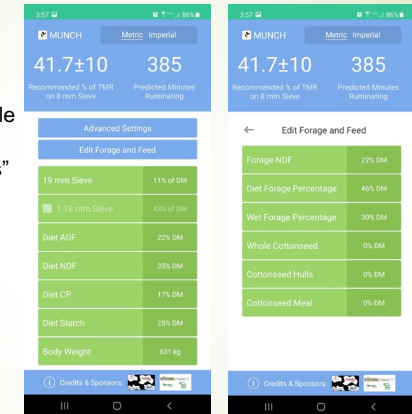 le
s”
3:57 86%
MUNCH Metric Imperial
41.7±10 385
Recommended % of TMR on 8 mm Sieve
Predicted Minutes Ruminating
Advanced Settings
Edit Forage and Feed
19 mm Sieve 11% of DM
1.18 mm Sieve 43% of DM
Diet ADF 22% DM
Diet NDF 35% DM
Diet CP 17% DM
Diet Starch 25% DM
Body Weight 631 kg
Credits & Sponsors:
3:57 86%
MUNCH Metric Imperial
41.7±10 385
Recommended % of TMR on 8 mm Sieve
Predicted Minutes Ruminating
Edit Forage and Feed
Forage NDF 22% DM
Diet Forage Percentage 46% DM
Wet Forage Percentage 30% DM
Whole Cottonseed 0% DM
Cottonseed Hulls 0% DM
Cottonseed Meal 0% DM
Credits & Sponsors: